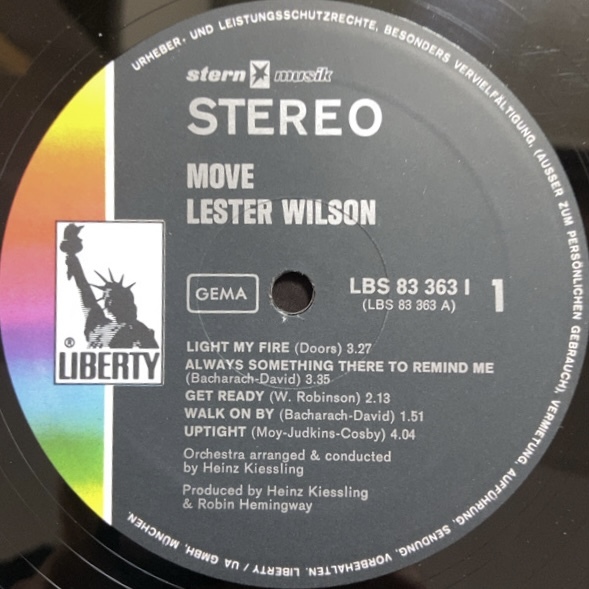 URHEBER- UND LEISTUNGSSCHUTZRECHTE, BESONDERS VERVIELFÄLTIGUNG, (AUSSER ZUM PERSÖNLICHEN GEBRAUCH), VERMIETUNG, AUFFÜHRUNG, SENDUNG, VORBEHALTEN. LIBERTY / UA GMBH, MÜNCHEN.
stern musik
STEREO
MOVE
LESTER WILSON
GEMA
LBS 83 363 I 1
(LBS 83 363 A)
® LIBERTY
LIGHT MY FIRE (Doors) 3.27
ALWAYS SOMETHING THERE TO REMIND ME
(Bacharach-David) 3.35
GET READY (W. Robinson) 2.13
WALK ON BY (Bacharach-David) 1.51
UPTIGHT (Moy-Judkins-Cosby) 4.04
Orchestra arranged & conducted
by Heinz Kiessling
Produced by Heinz Kiessling
& Robin Hemingway